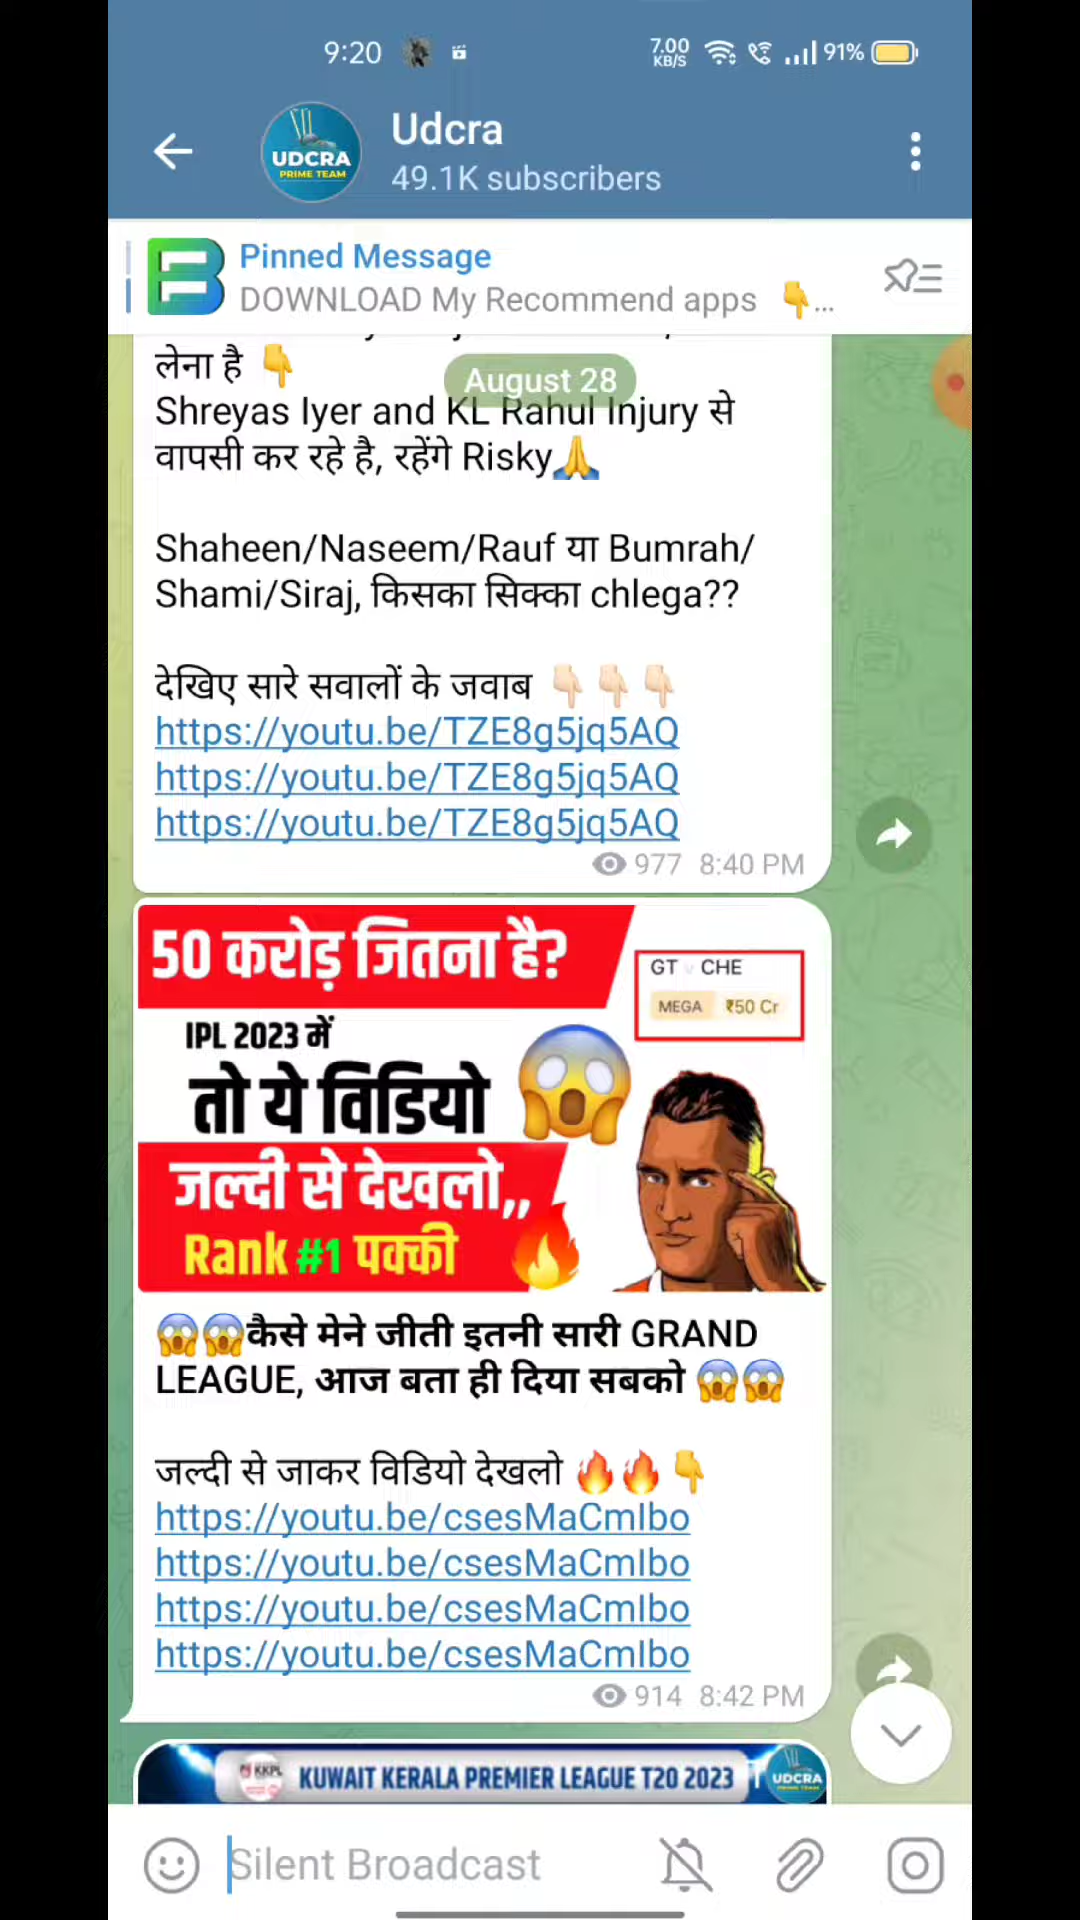 9:20
7.00 KB/S
91%
UDCRA
PRIME TEAM
Udcra
49.1K subscribers
Pinned Message
DOWNLOAD My Recommend apps 👇...
August 28
लेना है 👇
Shreyas Iyer and KL Rahul Injury से
वापसी कर रहे है, रहेंगे Risky🙏
Shaheen/Naseem/Rauf या Bumrah/
Shami/Siraj, किसका सिक्का chlega??
देखिए सारे सवालों के जवाब 👇🏻👇🏻👇🏻
https://youtu.be/TZE8g5jq5AQ
https://youtu.be/TZE8g5jq5AQ
https://youtu.be/TZE8g5jq5AQ
977 8:40 PM
50 करोड़ जितना है?
GT v CHE
MEGA ₹50 Cr
IPL 2023 में
तो ये विडियो
जल्दी से देखलो,,
Rank #1 पक्की
😱😱कैसे मेने जीती इतनी सारी GRAND
LEAGUE, आज बता ही दिया सबको 😱😱
जल्दी से जाकर विडियो देखलो 🔥🔥👇
https://youtu.be/csesMaCmIbo
https://youtu.be/csesMaCmIbo
https://youtu.be/csesMaCmIbo
https://youtu.be/csesMaCmIbo
914 8:42 PM
KKPL
KUWAIT KERALA PREMIER LEAGUE T20 2023
UDCRA
Silent Broadcast